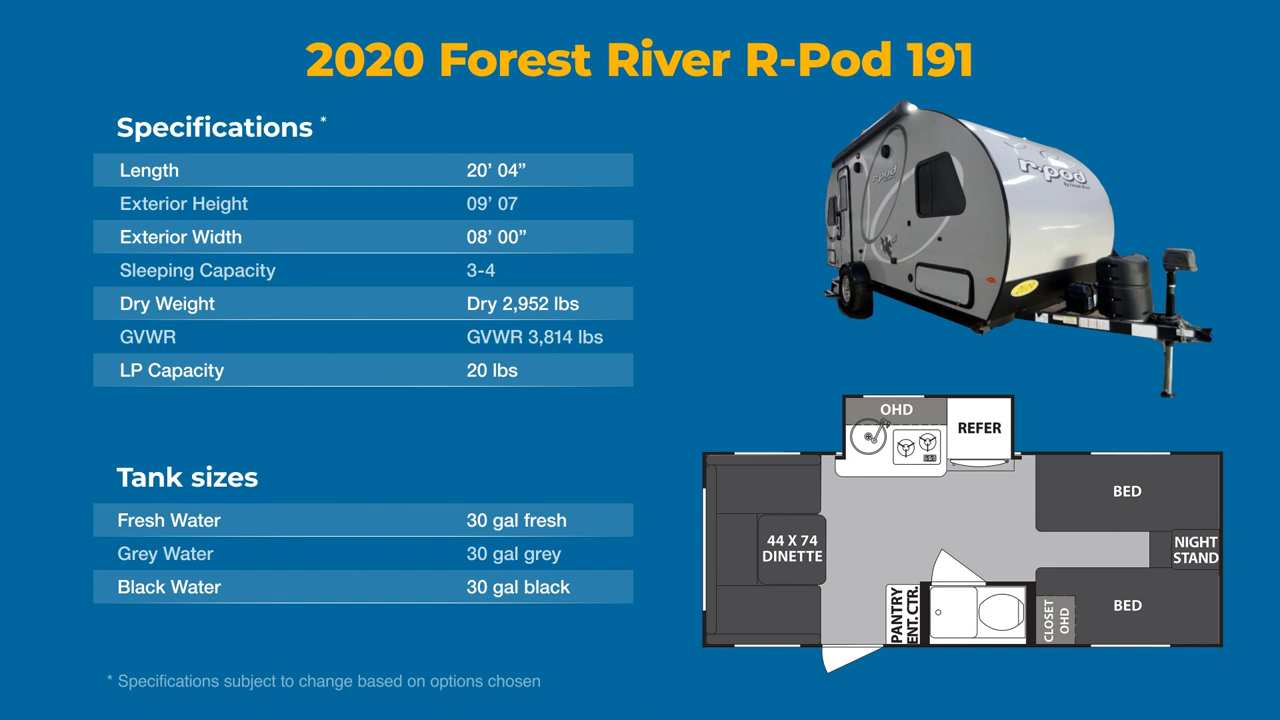 2020 Forest River R-Pod 191
Specifications *
Length 20’ 04”
Exterior Height 09’ 07
Exterior Width 08’ 00”
Sleeping Capacity 3-4
Dry Weight Dry 2,952 lbs
GVWR GVWR 3,814 lbs
LP Capacity 20 lbs
Tank sizes
Fresh Water 30 gal fresh
Grey Water 30 gal grey
Black Water 30 gal black
* Specifications subject to change based on options chosen
r-pod
r-pod
2020
OHD
REFER
BED
44 X 74
DINETTE
NIGHT
STAND
PANTRY
ENT. CTR.
CLOSET
OHD
BED